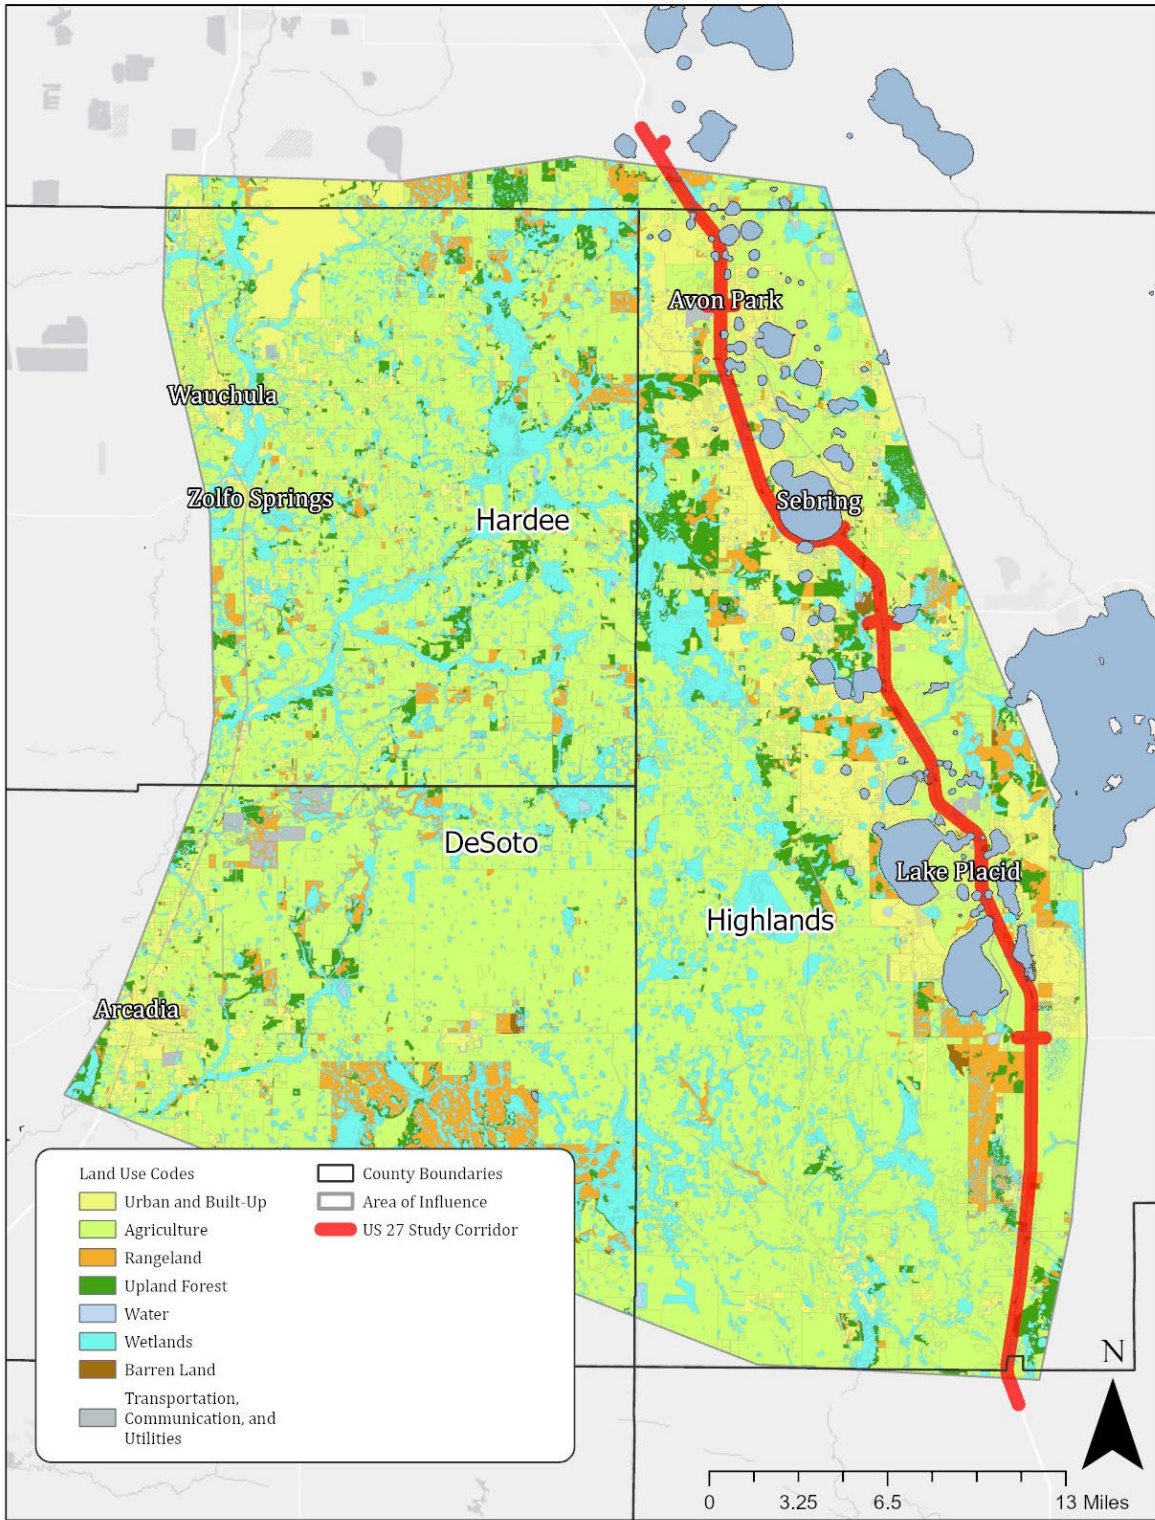 Avon Park
Wauchula
Zolfo Springs
Sebring
Hardee
DeSoto
Lake Placid
Highlands
Arcadia
Land Use Codes
Urban and Built-Up
Agriculture
Rangeland
Upland Forest
Water
Wetlands
Barren Land
Transportation,
Communication, and
Utilities
County Boundaries
Area of Influence
US 27 Study Corridor
N
0 3.25 6.5 13 Miles